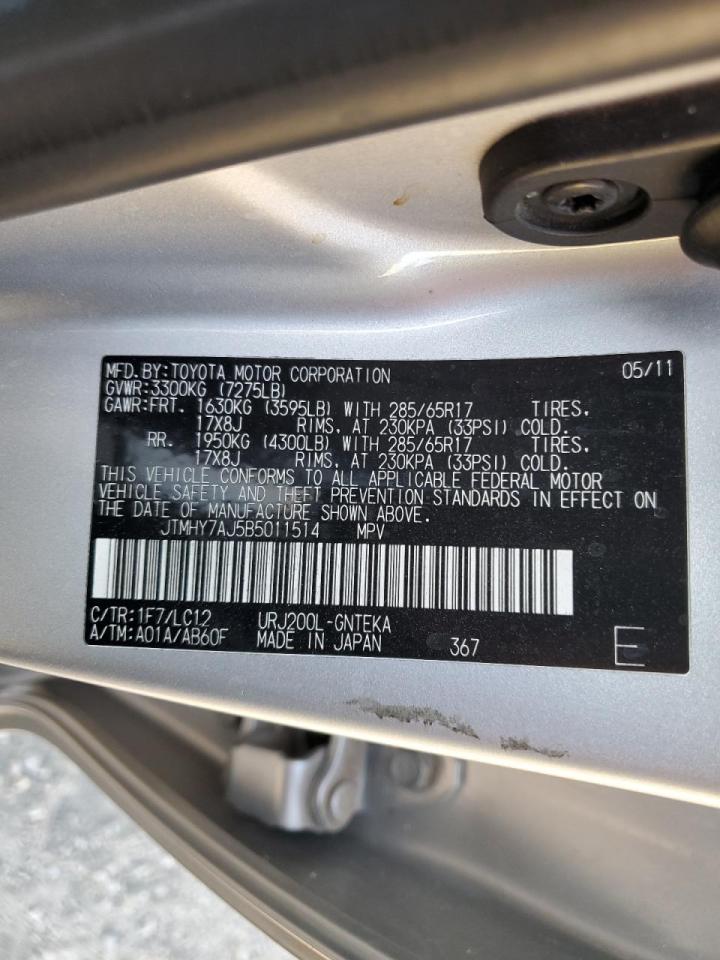 MFD.BY:TOYOTA MOTOR CORPORATION 05/11
GVWR:3300KG (7275LB)
GAWR:FRT. 1630KG (3595LB) WITH 285/65R17 TIRES.
17X8J RIMS, AT 230KPA (33PSI) COLD.
RR. 1950KG (4300LB) WITH 285/65R17 TIRES.
17X8J RIMS, AT 230KPA (33PSI) COLD.
THIS VEHICLE CONFORMS TO ALL APPLICABLE FEDERAL MOTOR
VEHICLE SAFETY AND THEFT PREVENTION STANDARDS IN EFFECT ON
THE DATE OF MANUFACTURE SHOWN ABOVE.
JTMHY7AJ5B5011514 MPV
C/TR:1F7/LC12 URJ200L-GNTEKA
A/TM:A01A/AB60F MADE IN JAPAN 367 E